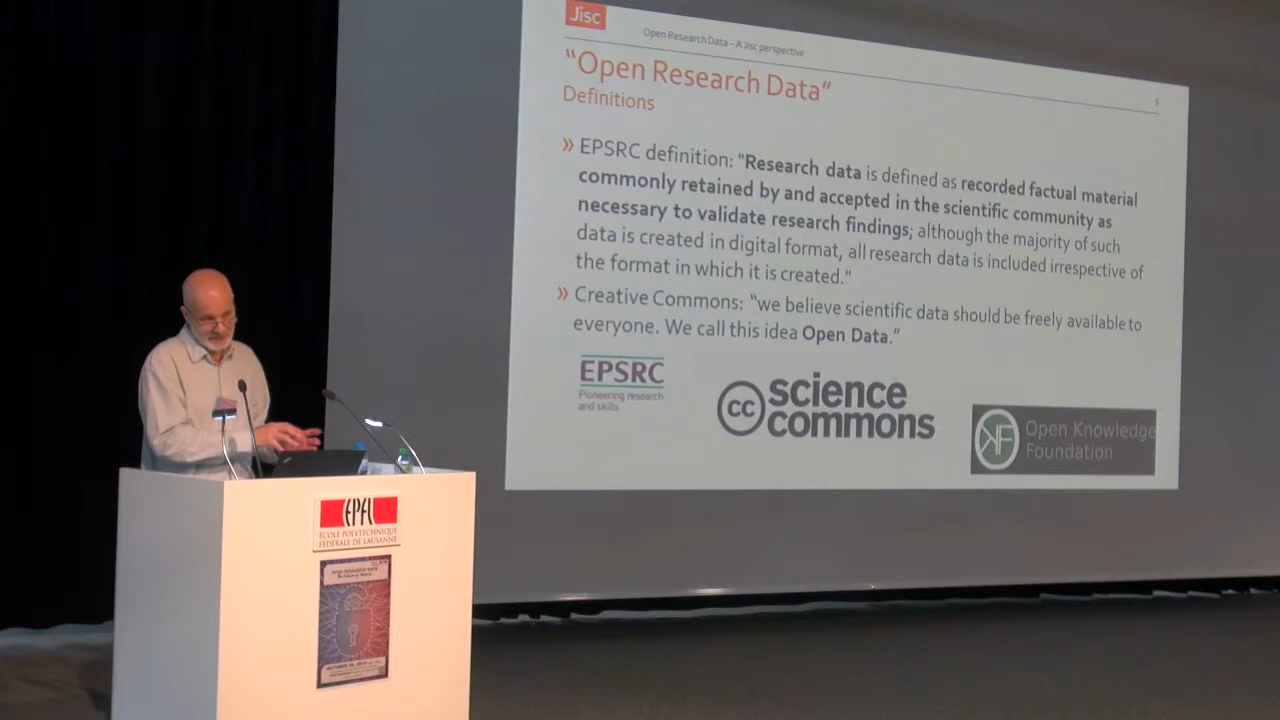 Jisc
Open Research Data – A Jisc perspective
5
“Open Research Data”
Definitions
» EPSRC definition: "Research data is defined as recorded factual material
commonly retained by and accepted in the scientific community as
necessary to validate research findings; although the majority of such
data is created in digital format, all research data is included irrespective of
the format in which it is created."
» Creative Commons: “we believe scientific data should be freely available to
everyone. We call this idea Open Data.”
EPSRC
Pioneering research
and skills
cc
science
commons
Open Knowledge
Foundation
EPFL
ÉCOLE POLYTECHNIQUE
FÉDÉRALE DE LAUSANNE
OPEN RESEARCH DATA